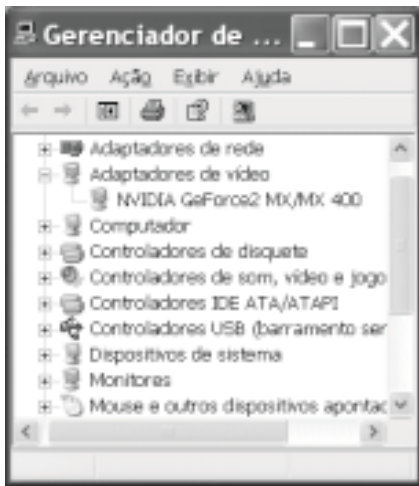 Gerenciador de ...
Arquivo Ação Exibir Ajuda
Adaptadores de rede
Adaptadores de vídeo
NVIDIA GeForce2 MX/MX 400
Computador
Controladores de disquete
Controladores de som, vídeo e jogo
Controladores IDE ATA/ATAPI
Controladores USB (barramento ser
Dispositivos de sistema
Monitores
Mouse e outros dispositivos apontac